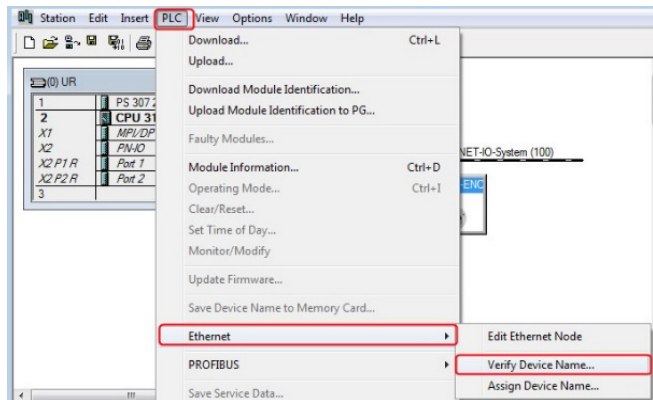 Station Edit Insert PLC View Options Window Help
(0) UR
1 PS 307 2
2 CPU 31
X1 MPI/DP
X2 PN-IO
X2 P1 R Port 1
X2 P2 R Port 2
3
Download... Ctrl+L
Upload...
Download Module Identification...
Upload Module Identification to PG...
Faulty Modules...
Module Information... Ctrl+D
Operating Mode... Ctrl+I
Clear/Reset...
Set Time of Day...
Monitor/Modify
Update Firmware...
Save Device Name to Memory Card...
Ethernet
PROFIBUS
Save Service Data...
NET-IO-System (100)
-ENC
Edit Ethernet Node
Verify Device Name...
Assign Device Name...